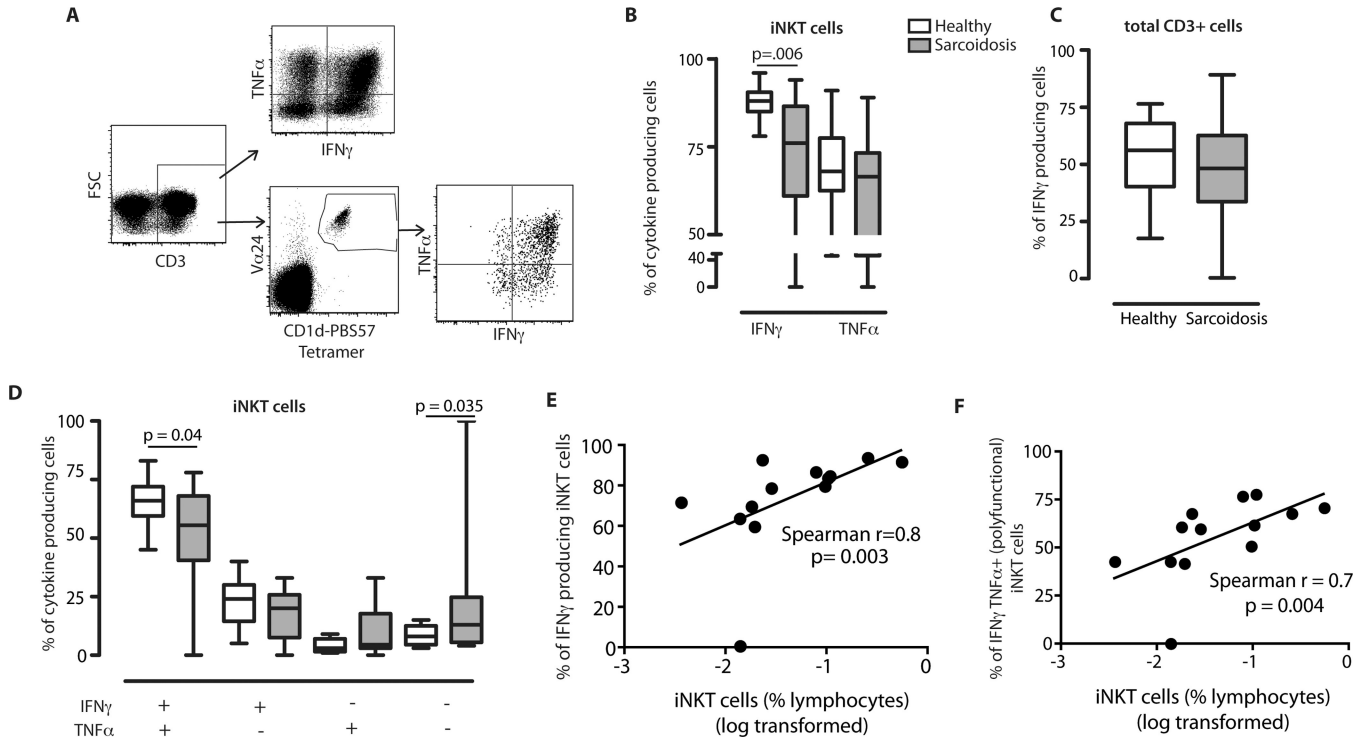 A
TNFα
IFNγ
FSC
CD3
Vα24
CD1d-PBS57
Tetramer
TNFα
IFNγ
B
iNKT cells
Healthy
Sarcoidosis
p=.006
% of cytokine producing cells
100
75
50
40
0
IFNγ TNFα
C
total CD3+ cells
% of IFNγ producing cells
100
75
50
25
0
Healthy Sarcoidosis
D
iNKT cells
% of cytokine producing cells
100
75
50
25
0
p = 0.04
p = 0.035
IFNγ + + - -
TNFα + - + -
E
% of IFNγ producing iNKT cells
100
80
60
40
20
0
-3 -2 -1 0
Spearman r=0.8
p= 0.003
iNKT cells (% lymphocytes)
(log transformed)
F
% of IFNγ TNFα+ (polyfunctional)
iNKT cells
100
75
50
25
0
-3 -2 -1 0
Spearman r = 0.7
p = 0.004
iNKT cells (% lymphocytes)
(log transformed)